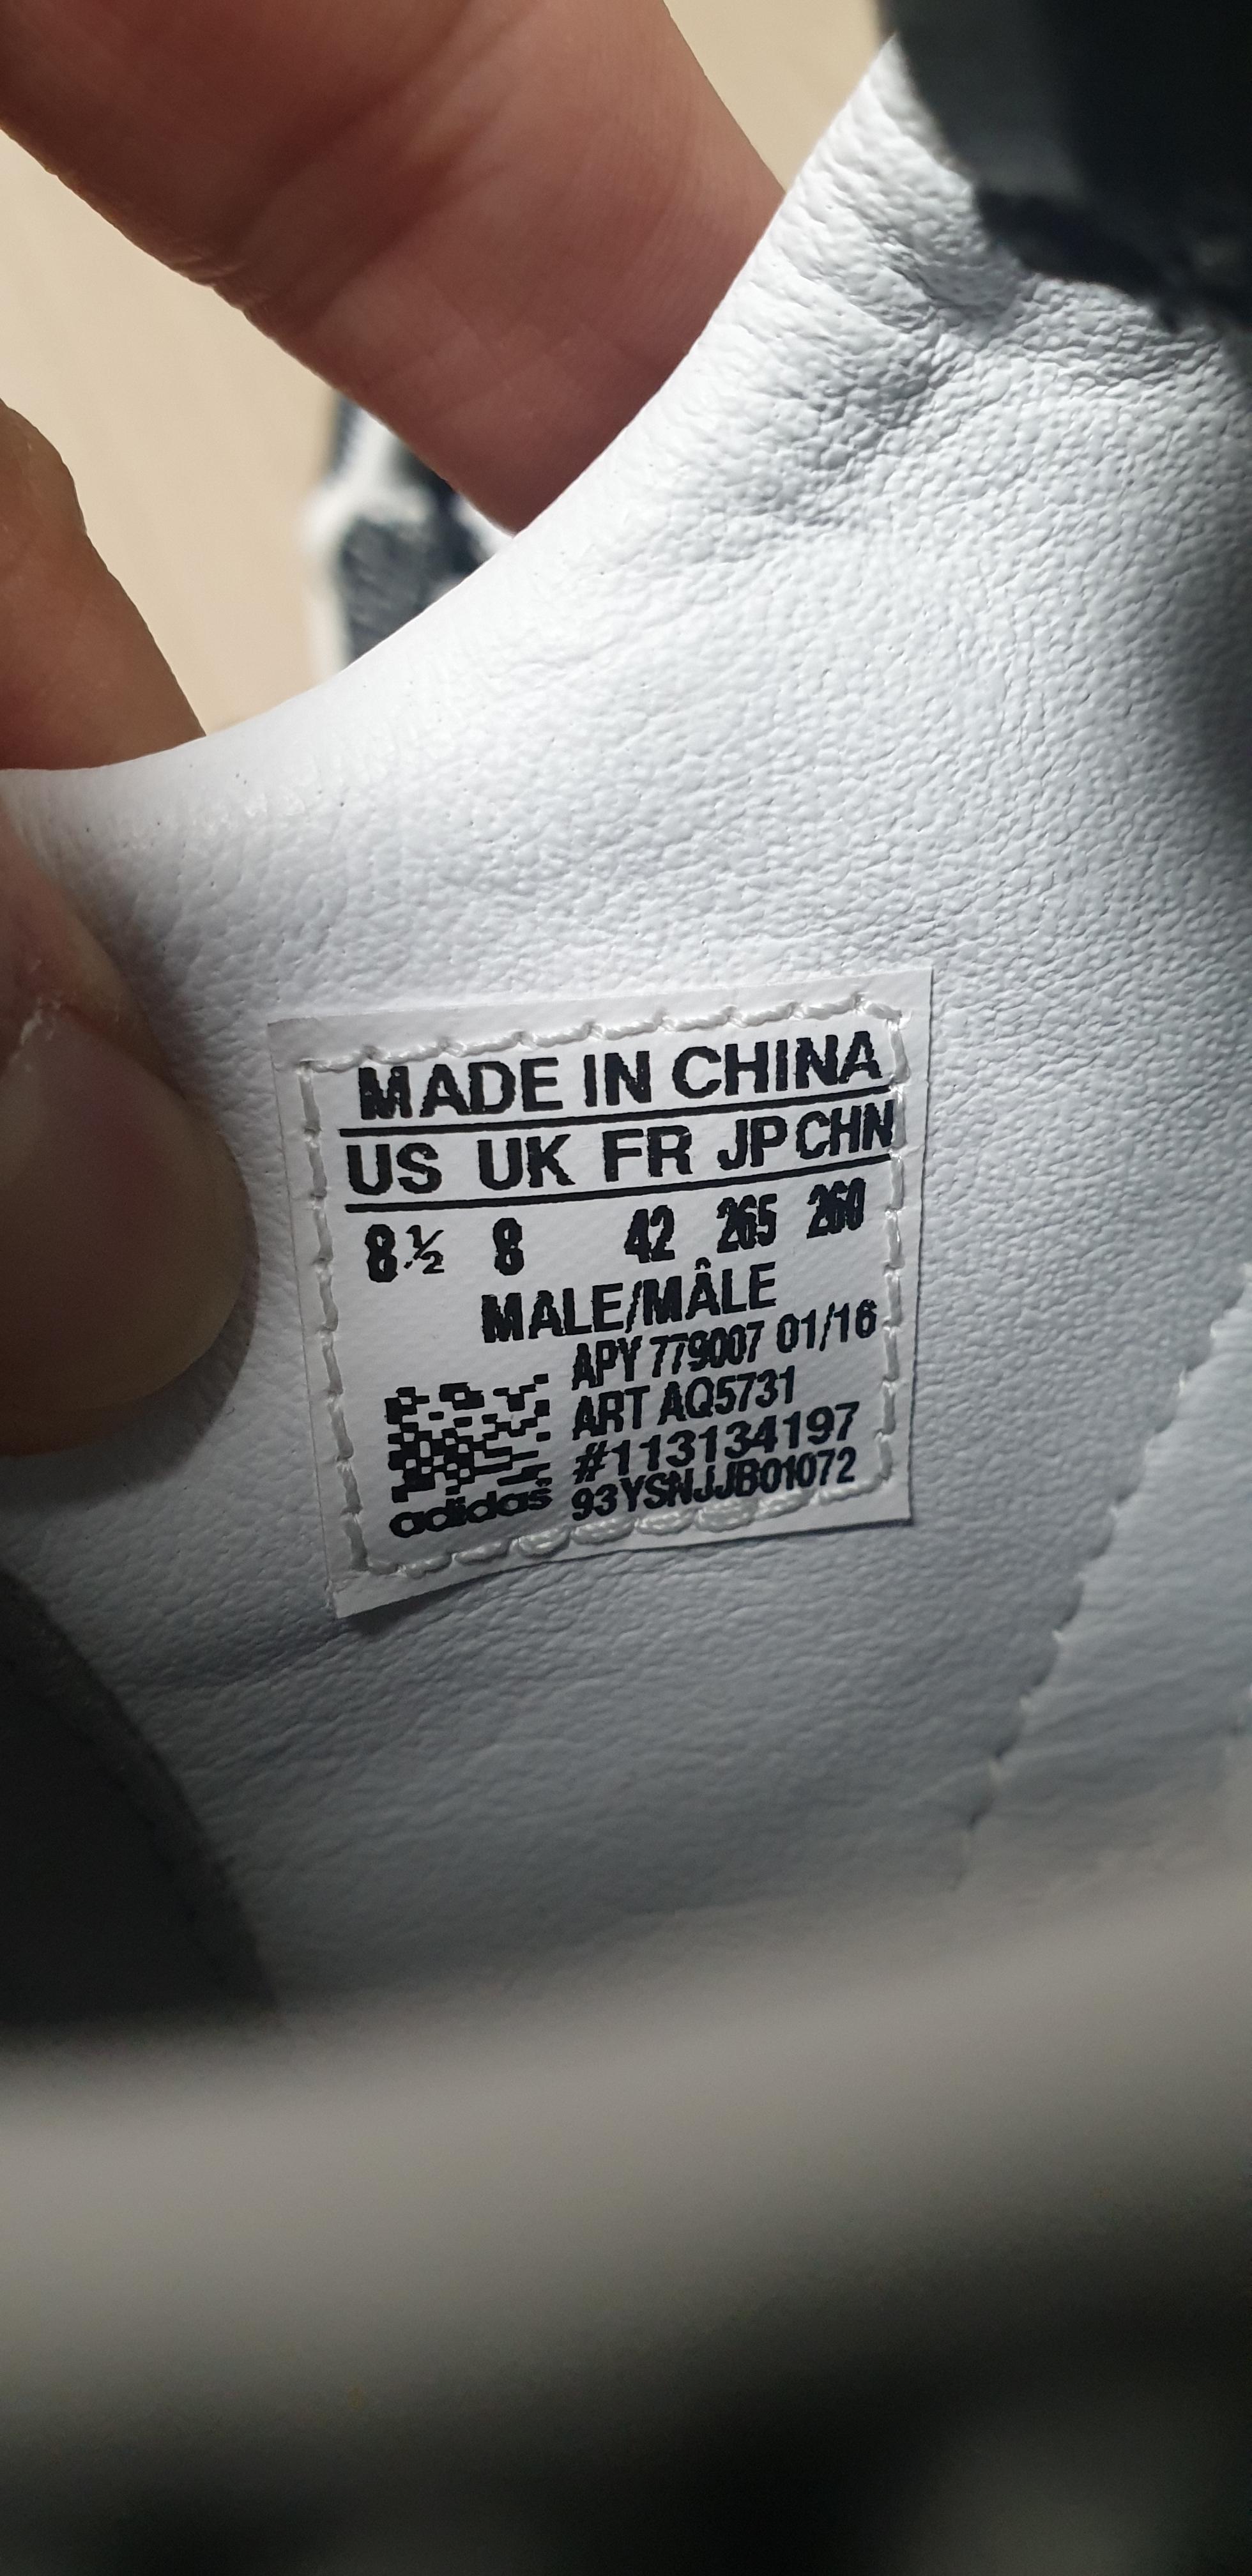 MADE IN CHINA
US UK FR JP CHN
8½ 8 42 265 260
MALE/MÂLE
APY 779007 01/16
ART AQ5731
#113134197
adidas 93YSNJJB01072